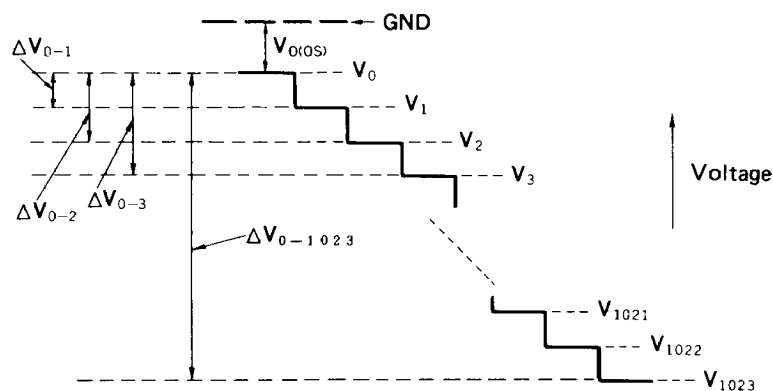 GND
ΔV0-1
V0(OS)
V0
V1
V2
V3
Voltage
ΔV0-2
ΔV0-3
ΔV0-1023
V1021
V1022
V1023